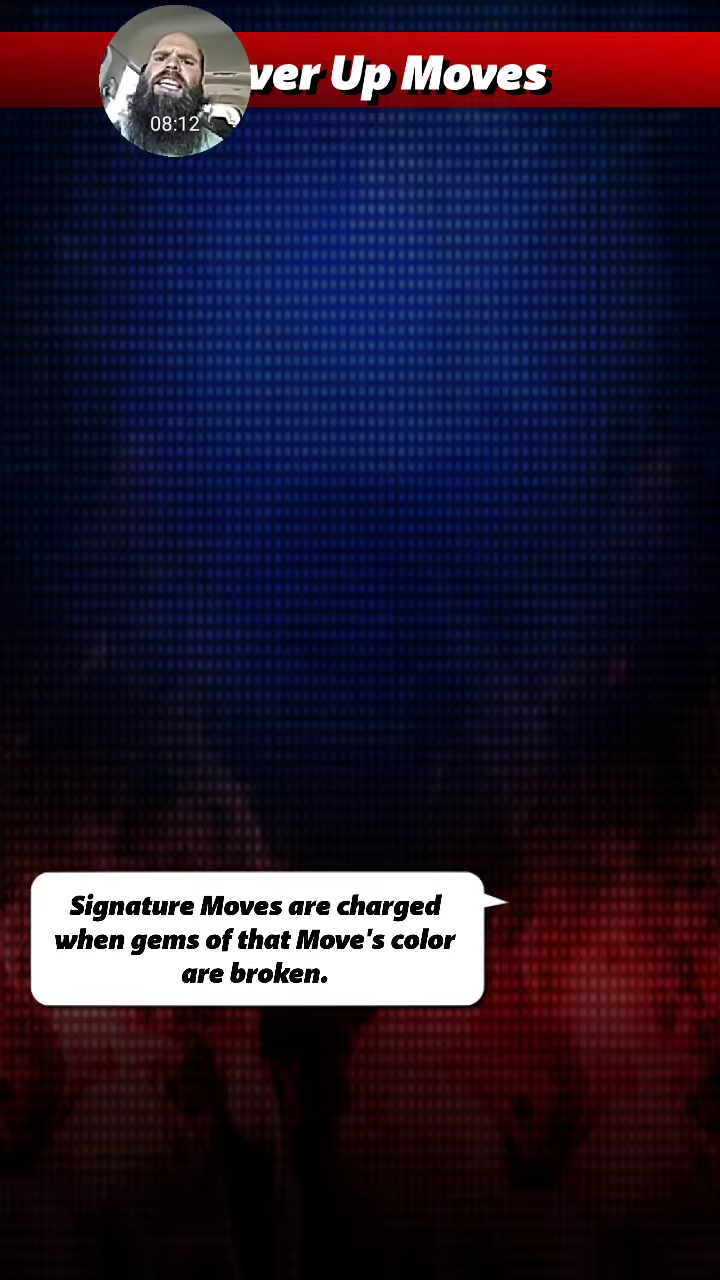 ver Up Moves
08:12
Signature Moves are charged
when gems of that Move's color
are broken.